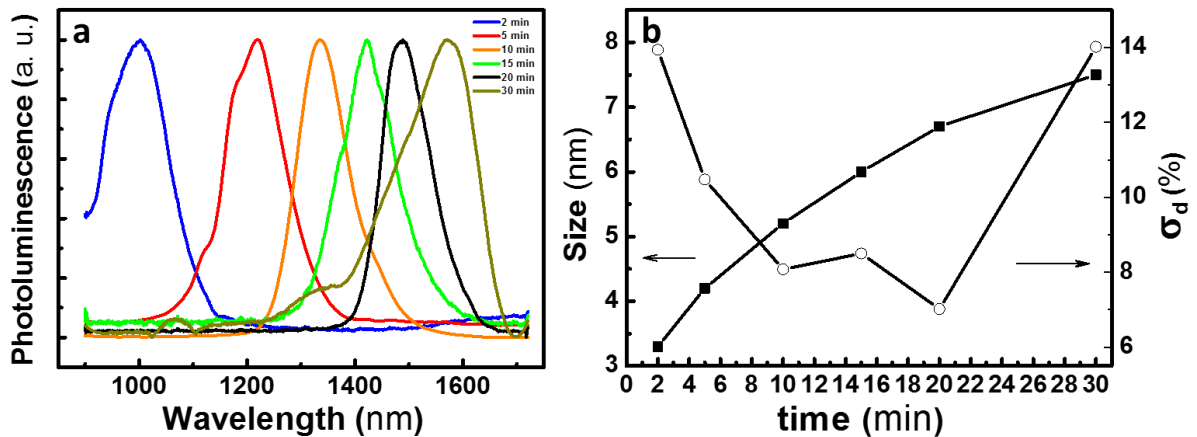 a
2 min
5 min
10 min
15 min
20 min
30 min
Photoluminescence (a. u.)
1000 1200 1400 1600
Wavelength (nm)
b
8
7
6
5
4
3
Size (nm)
14
12
10
8
6
σd (%)
0 2 4 6 8 10 12 14 16 18 20 22 24 26 28 30
time (min)